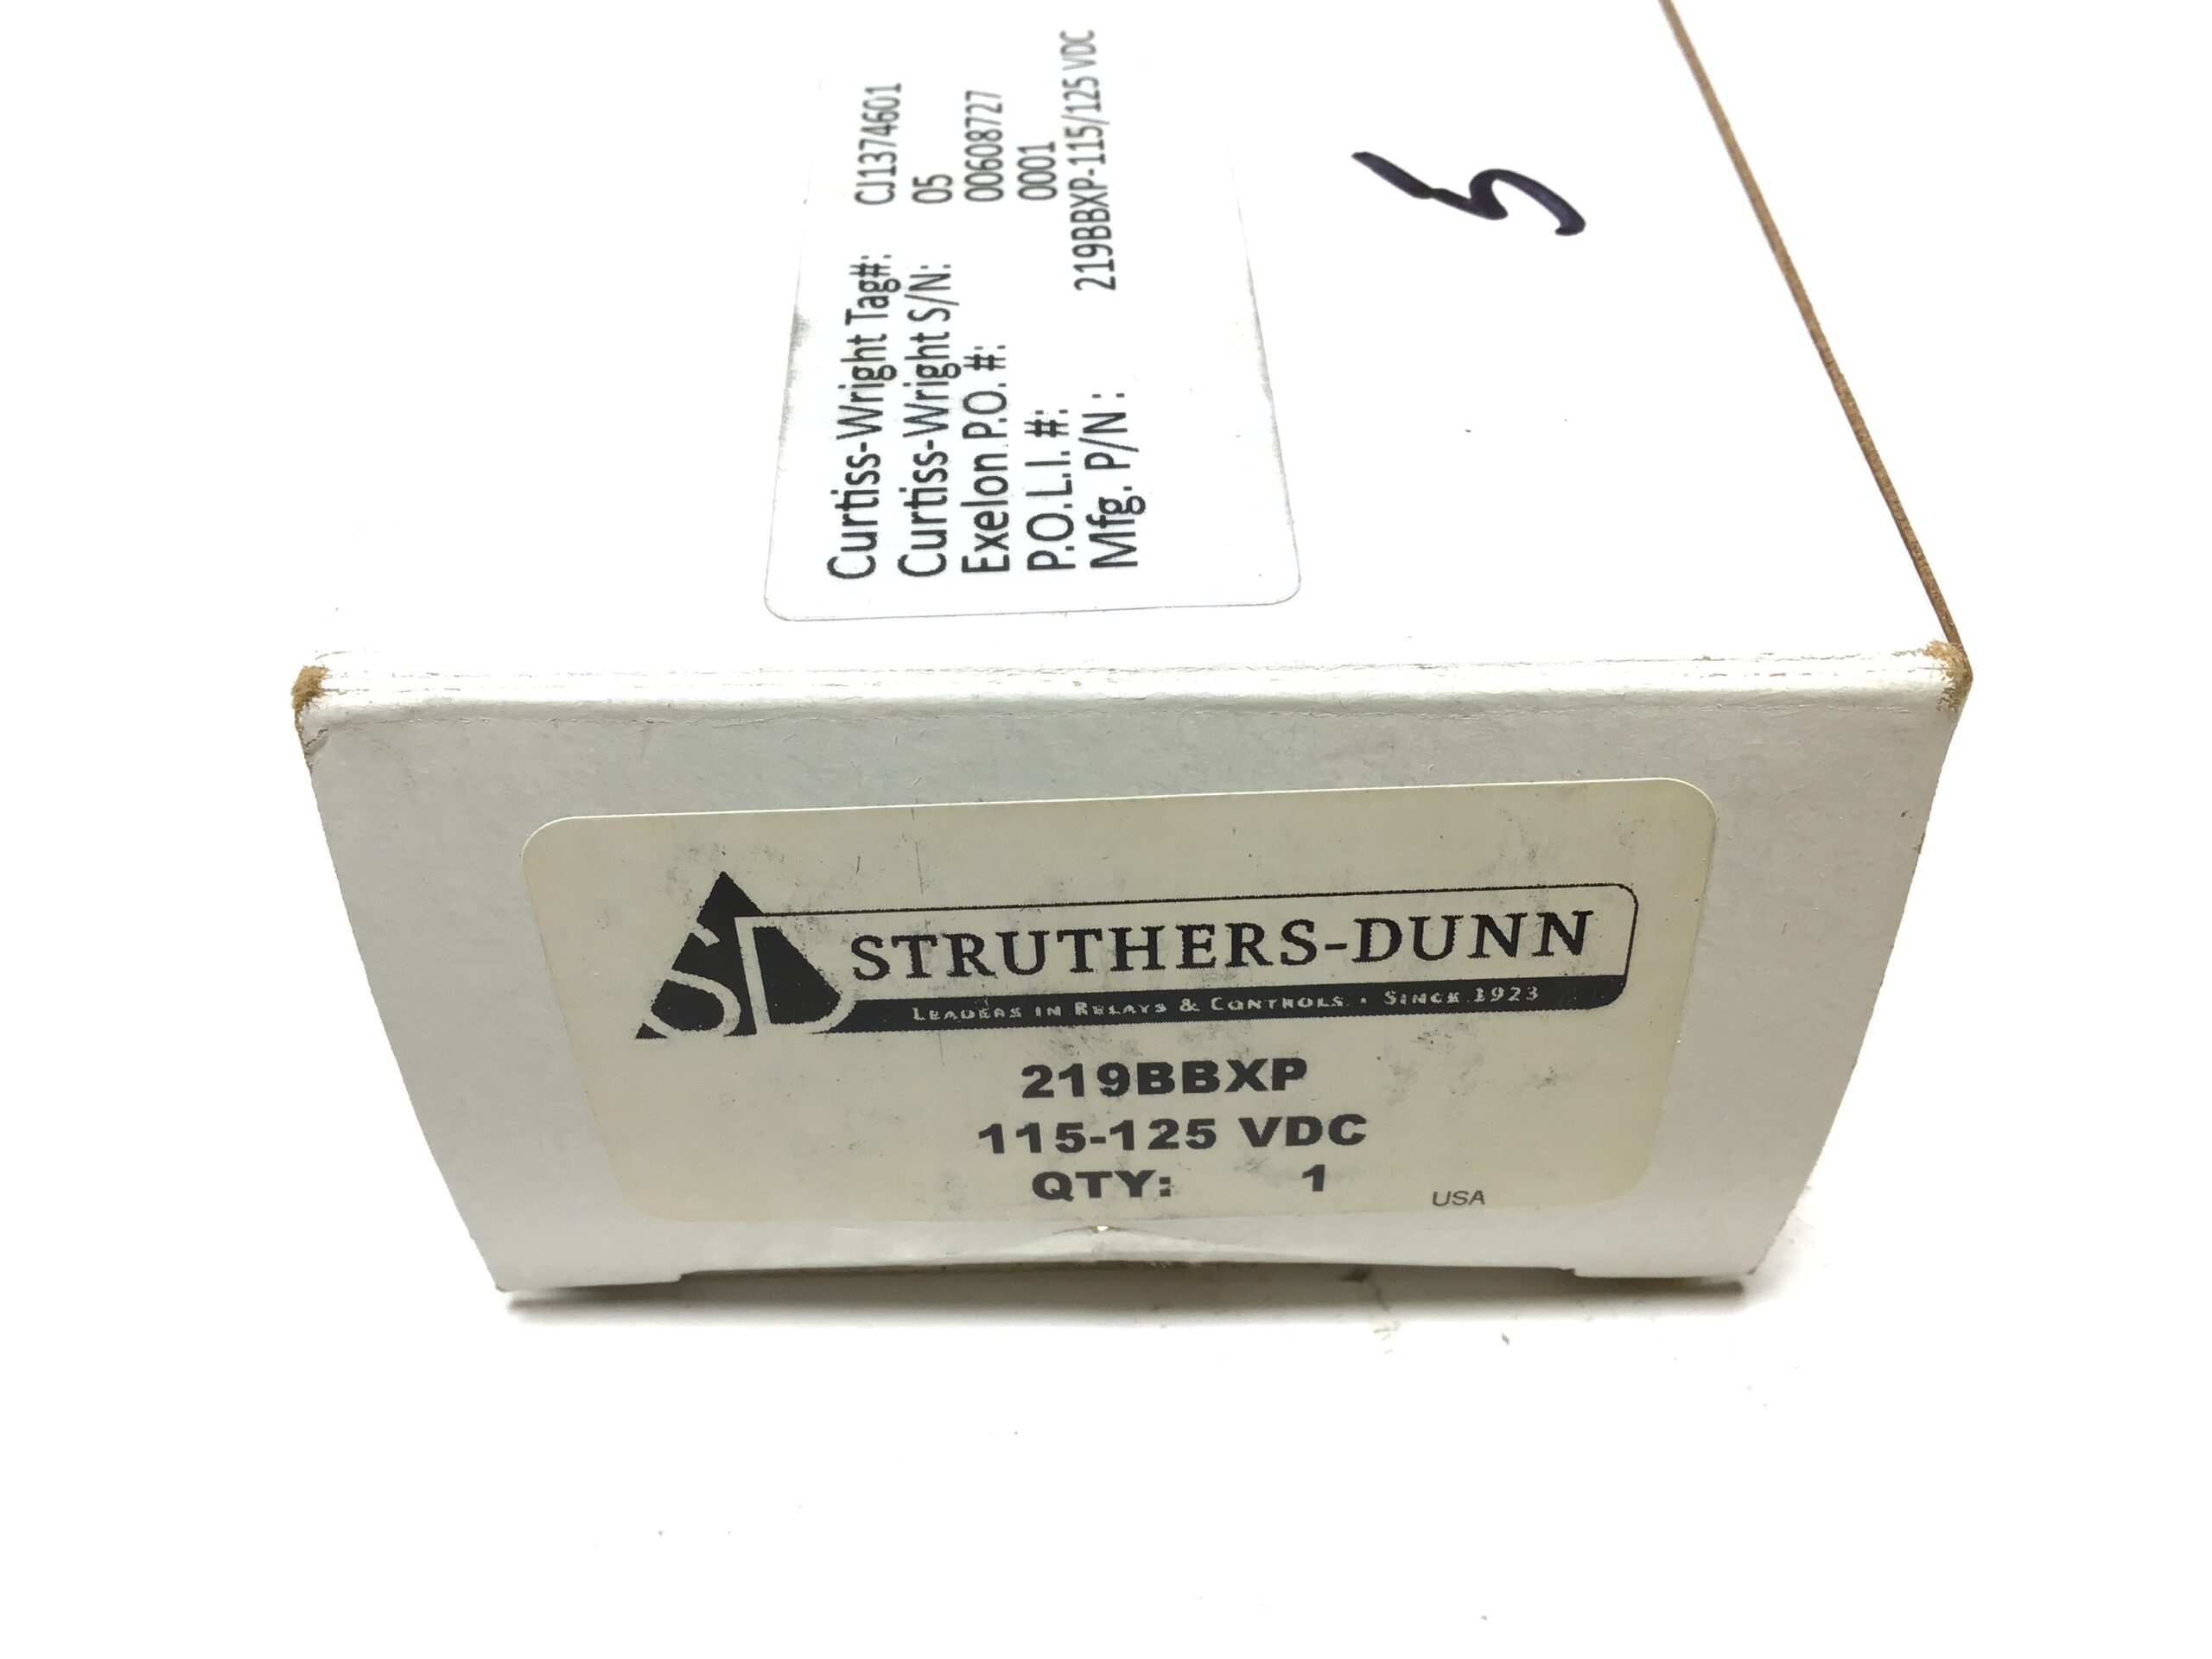 Curtiss-Wright Tag#: CJ1374601
Curtiss-Wright S/N: 05
Exelon P.O. #: 00608727
P.O.L.I. #: 0001
Mfg. P/N : 219BBXP-115/125 VDC
5
SD STRUTHERS-DUNN
LEADERS IN RELAYS & CONTROLS • SINCE 1923
219BBXP
115-125 VDC
QTY: 1
USA